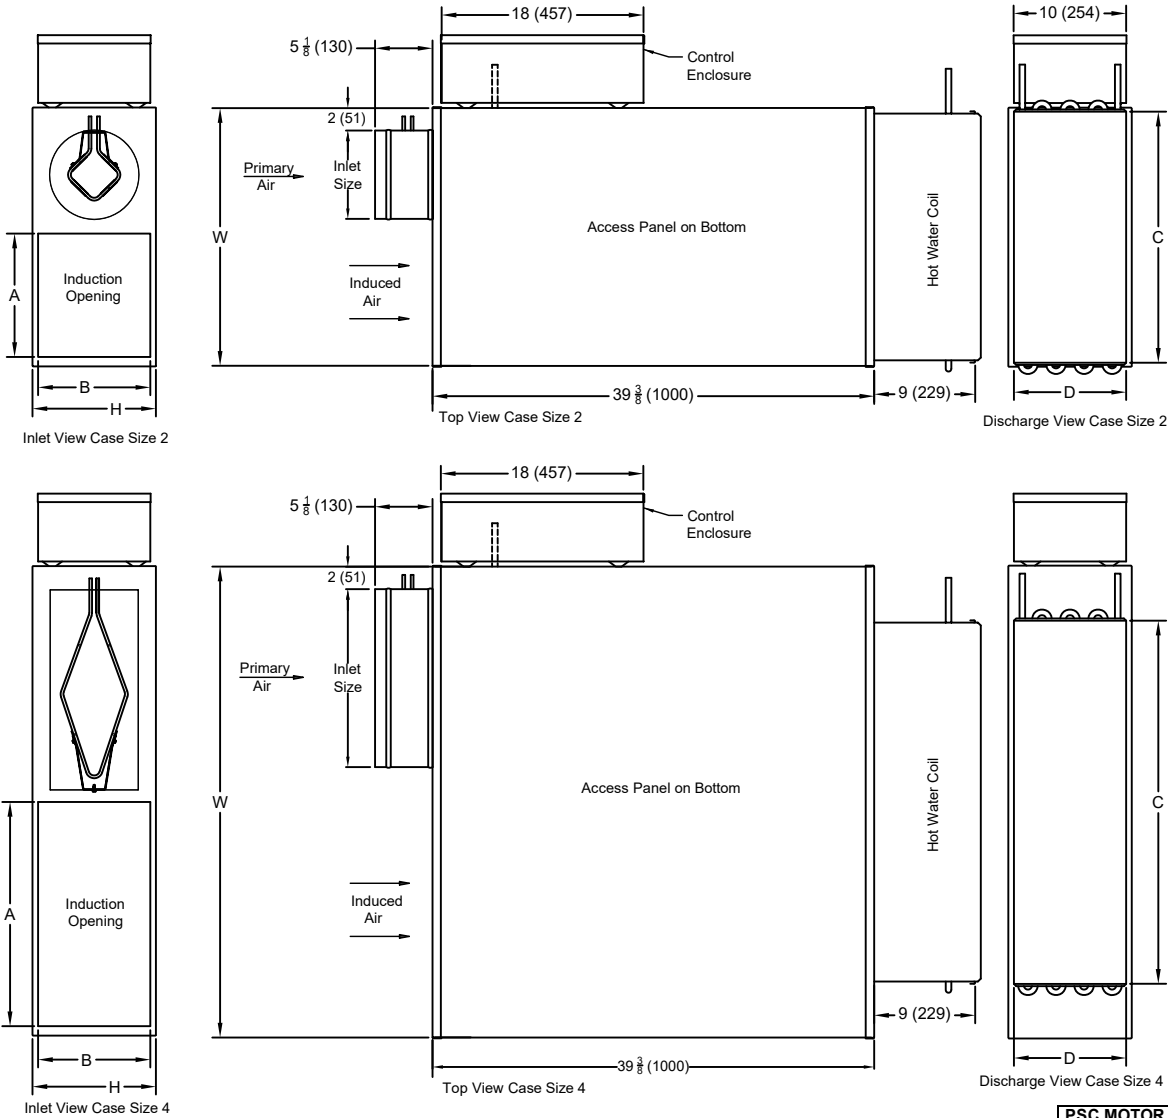 18 (457)
10 (254)
5 1/8 (130)
Control
Enclosure
2 (51)
Primary
Air
Inlet
Size
W
Access Panel on Bottom
Hot Water Coil
C
A
Induction
Opening
Induced
Air
B
H
39 3/8 (1000)
9 (229)
D
Inlet View Case Size 2
Top View Case Size 2
Discharge View Case Size 2
18 (457)
5 1/8 (130)
Control
Enclosure
2 (51)
Primary
Air
Inlet
Size
W
Access Panel on Bottom
Hot Water Coil
C
A
Induction
Opening
Induced
Air
9 (229)
B
H
39 3/8 (1000)
D
Inlet View Case Size 4
Top View Case Size 4
Discharge View Case Size 4
PSC MOTOR